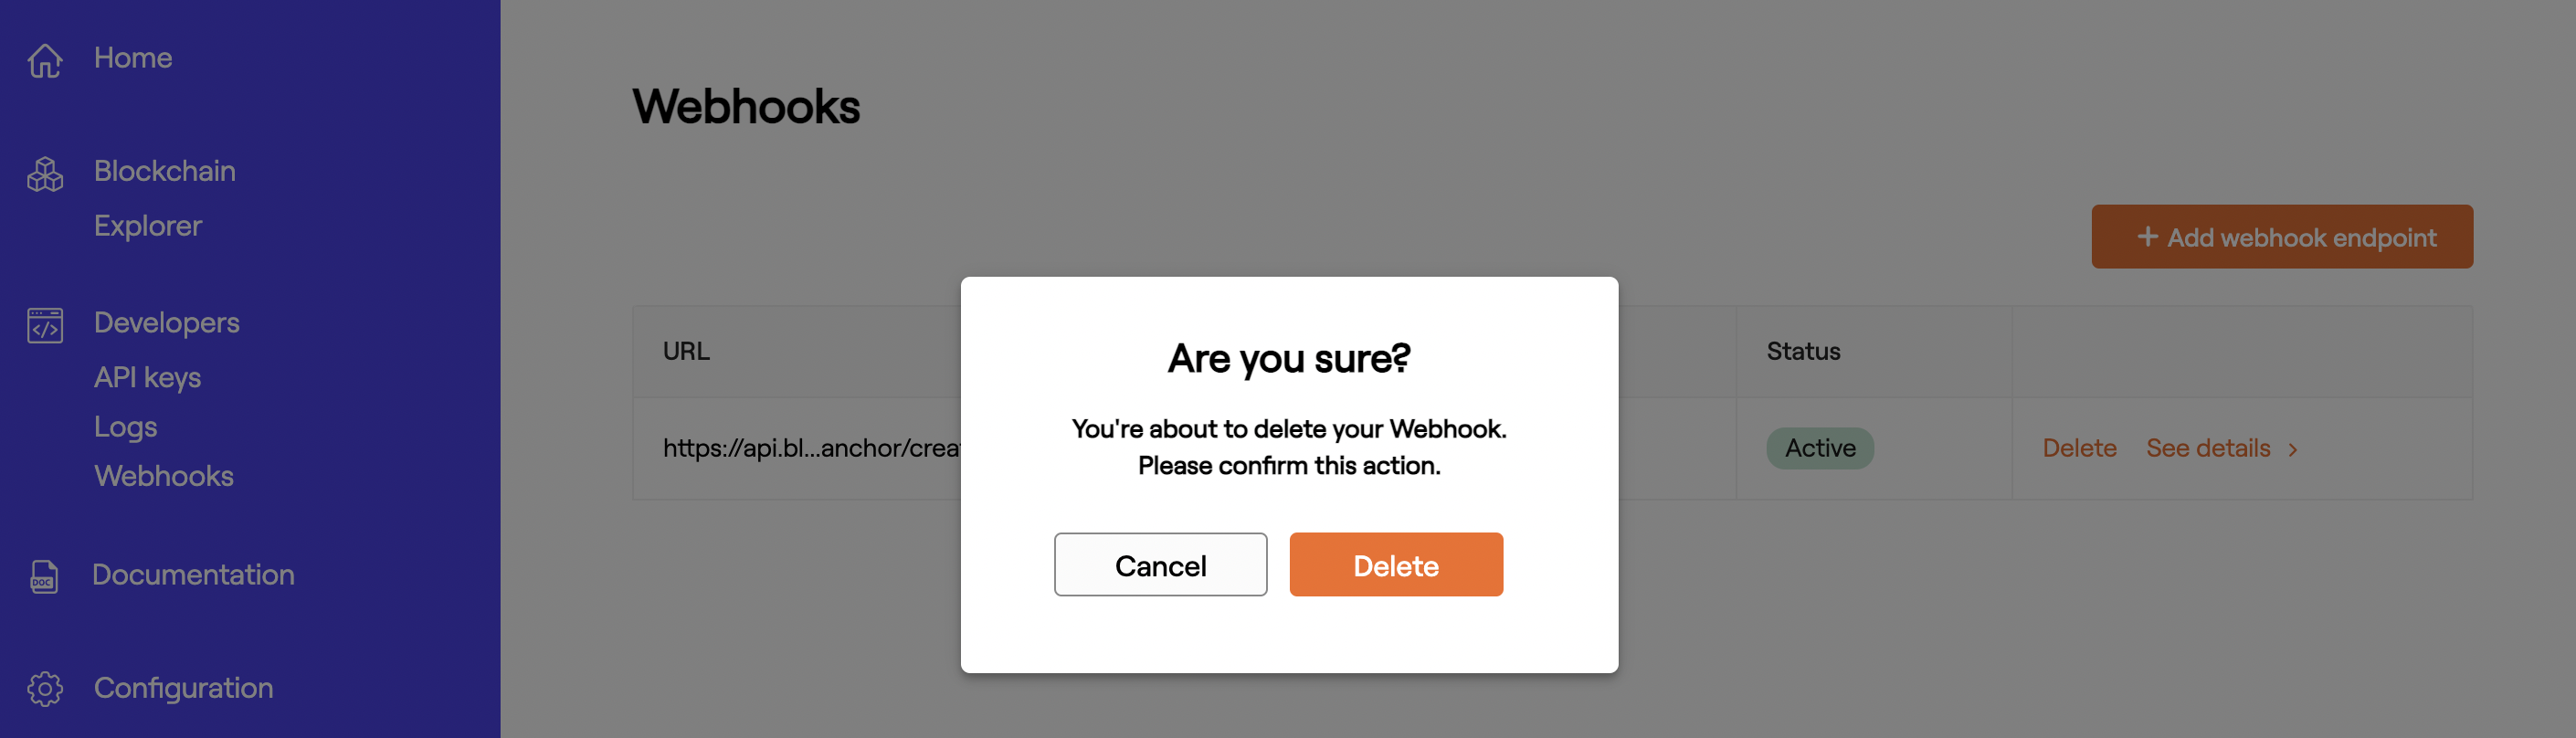 Home
Blockchain
Explorer
Developers
API keys
Logs
Webhooks
DOC
Documentation
Configuration
Webhooks
+ Add webhook endpoint
URL
Status
https://api.bl...anchor/crea
Active
Delete
See details >
Are you sure?
You're about to delete your Webhook.
Please confirm this action.
Cancel
Delete